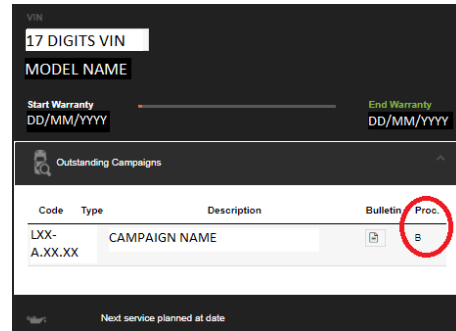 VIN
17 DIGITS VIN
MODEL NAME
Start Warranty End Warranty
DD/MM/YYYY DD/MM/YYYY
Outstanding Campaigns
Code Type Description Bulletin Proc.
LXX- CAMPAIGN NAME B
A.XX.XX
Next service planned at date